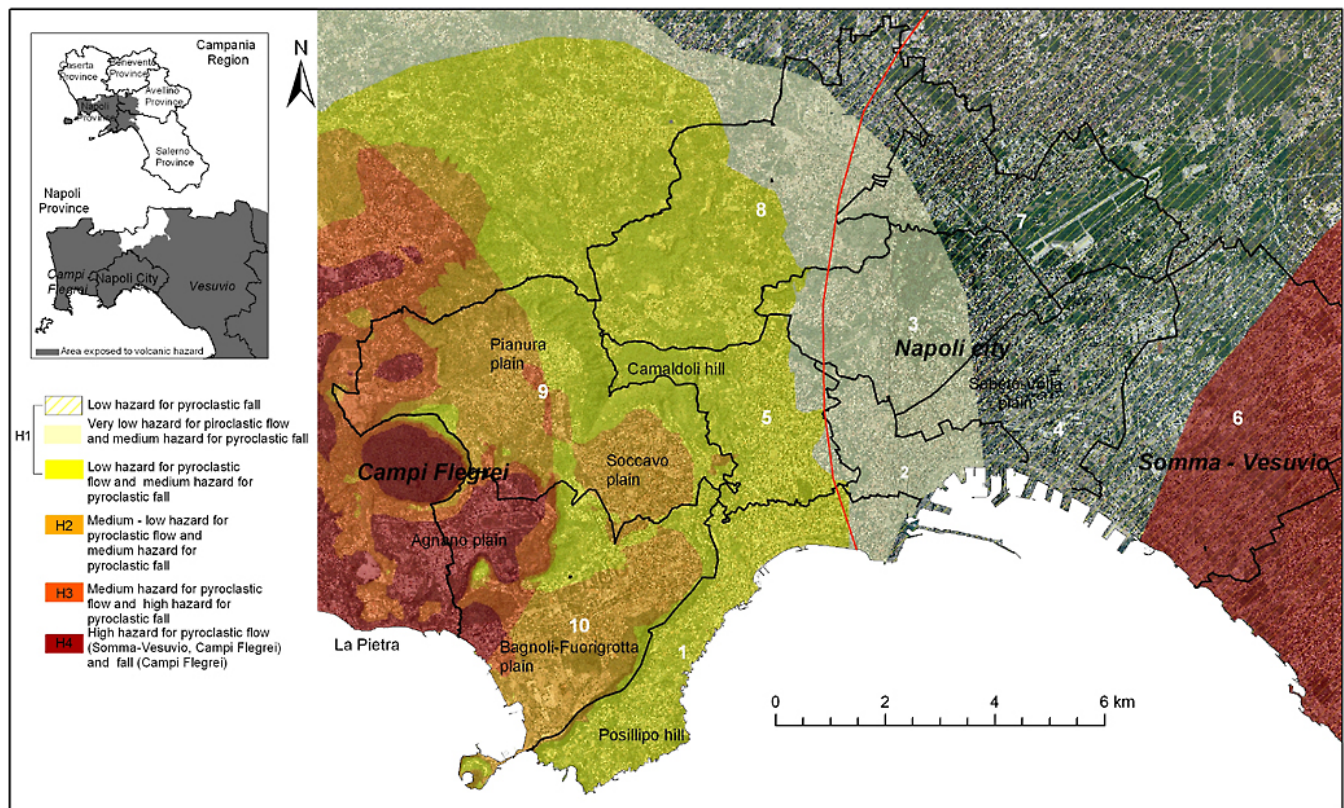 Campania
Region
N
Caserta
Province
Benevento
Province
Avellino
Province
Napoli
Province
Salerno
Province
Napoli
Province
Campi
Flegrei
Napoli City
Vesuvio
Area exposed to volcanic hazard
H1
Low hazard for pyroclastic fall
Very low hazard for piroclastic flow
and medium hazard for pyroclastic fall
Low hazard for pyroclastic
flow and medium hazard for
pyroclastic fall
H2
Medium - low hazard for
pyroclastic flow and
medium hazard for
pyroclastic fall
H3
Medium hazard for pyroclastic
flow and high hazard for
pyroclastic fall
H4
High hazard for pyroclastic flow
(Somma-Vesuvio, Campi Flegrei)
and fall (Campi Flegrei)
8
7
3
Napoli city
Pianura
plain
Camaldoli hill
9
5
Sebeto-Volla
plain
4
6
Campi Flegrei
Soccavo
plain
Somma - Vesuvio
2
Agnano plain
10
La Pietra
Bagnoli-Fuorigrotta
plain
1
Posillipo hill
0 2 4 6 km